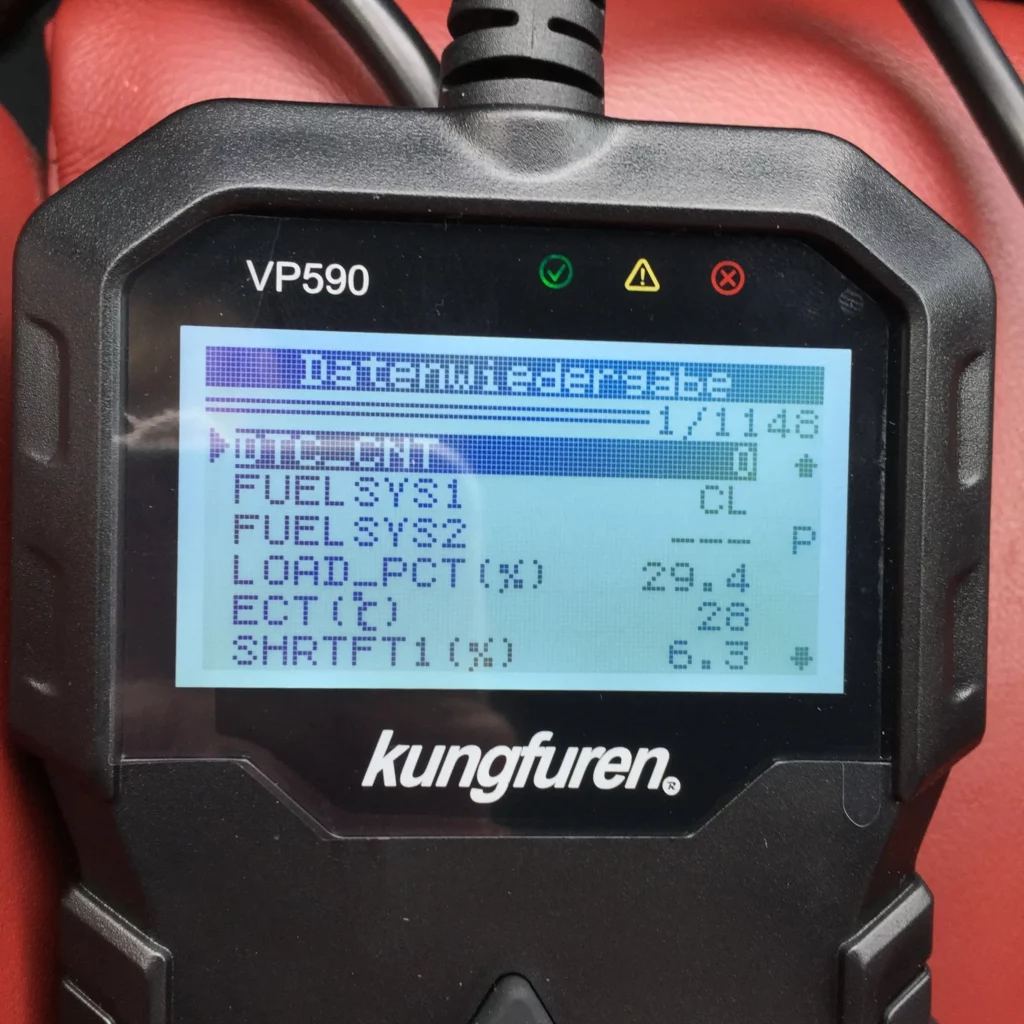 VP590
Datenwiedergabe
1/1148
DTC_CNT 0
FUELSYS1 CL
FUELSYS2 --- P
LOAD_PCT(%) 29.4
ECT(℃) 28
SHRTFT1(%) 6.3
kungfuren®